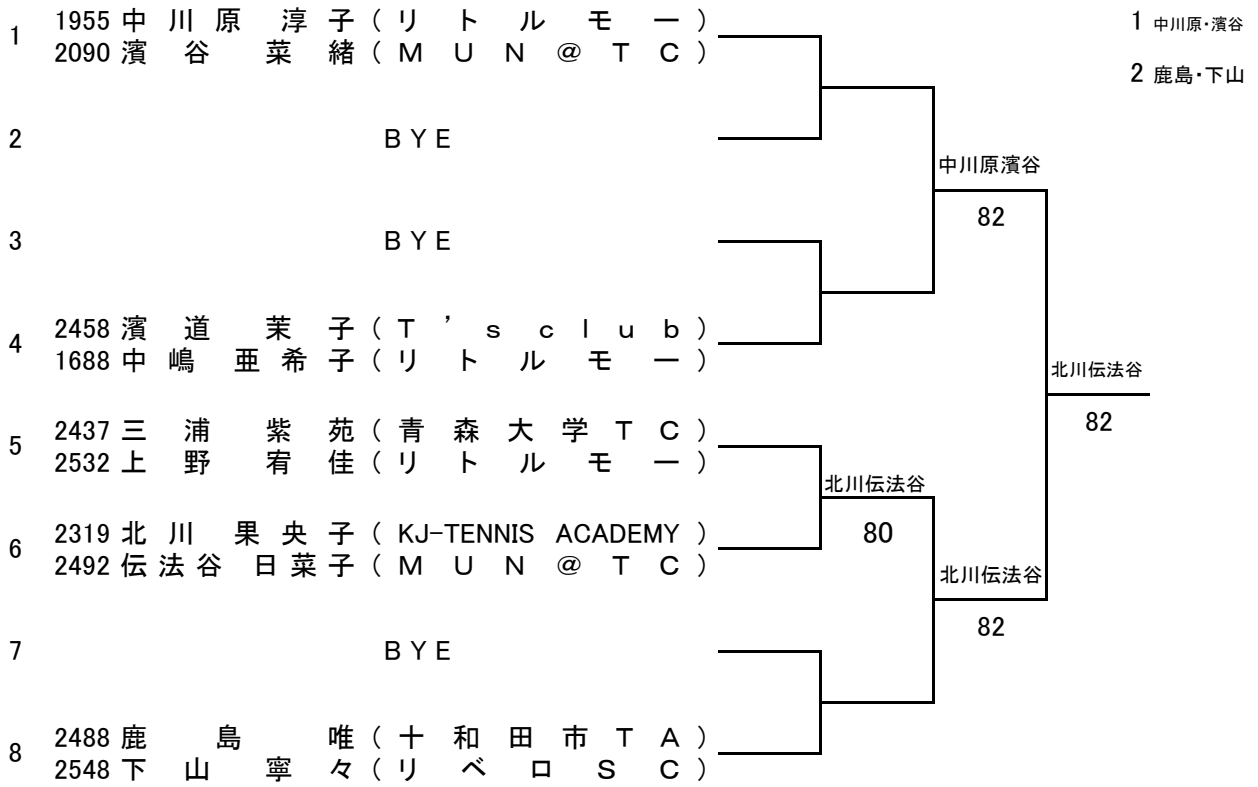 1 1955 中川原 淳子(リトルモー)
2090 濱谷 菜緒(MUN@TC)
1 中川原・濱谷
2 鹿島・下山
2 BYE
中川原濱谷
82
3 BYE
4 2458 濱道 茉子(T’sclub)
1688 中嶋 亜希子(リトルモー)
北川伝法谷
82
5 2437 三浦 紫苑(青森大学TC)
2532 上野 宥佳(リトルモー)
北川伝法谷
80
6 2319 北川 果央子( KJ-TENNIS ACADEMY )
2492 伝法谷 日菜子(MUN@TC)
北川伝法谷
82
7 BYE
8 2488 鹿島 唯(十和田市TA)
2548 下山 寧々(リベロSC)